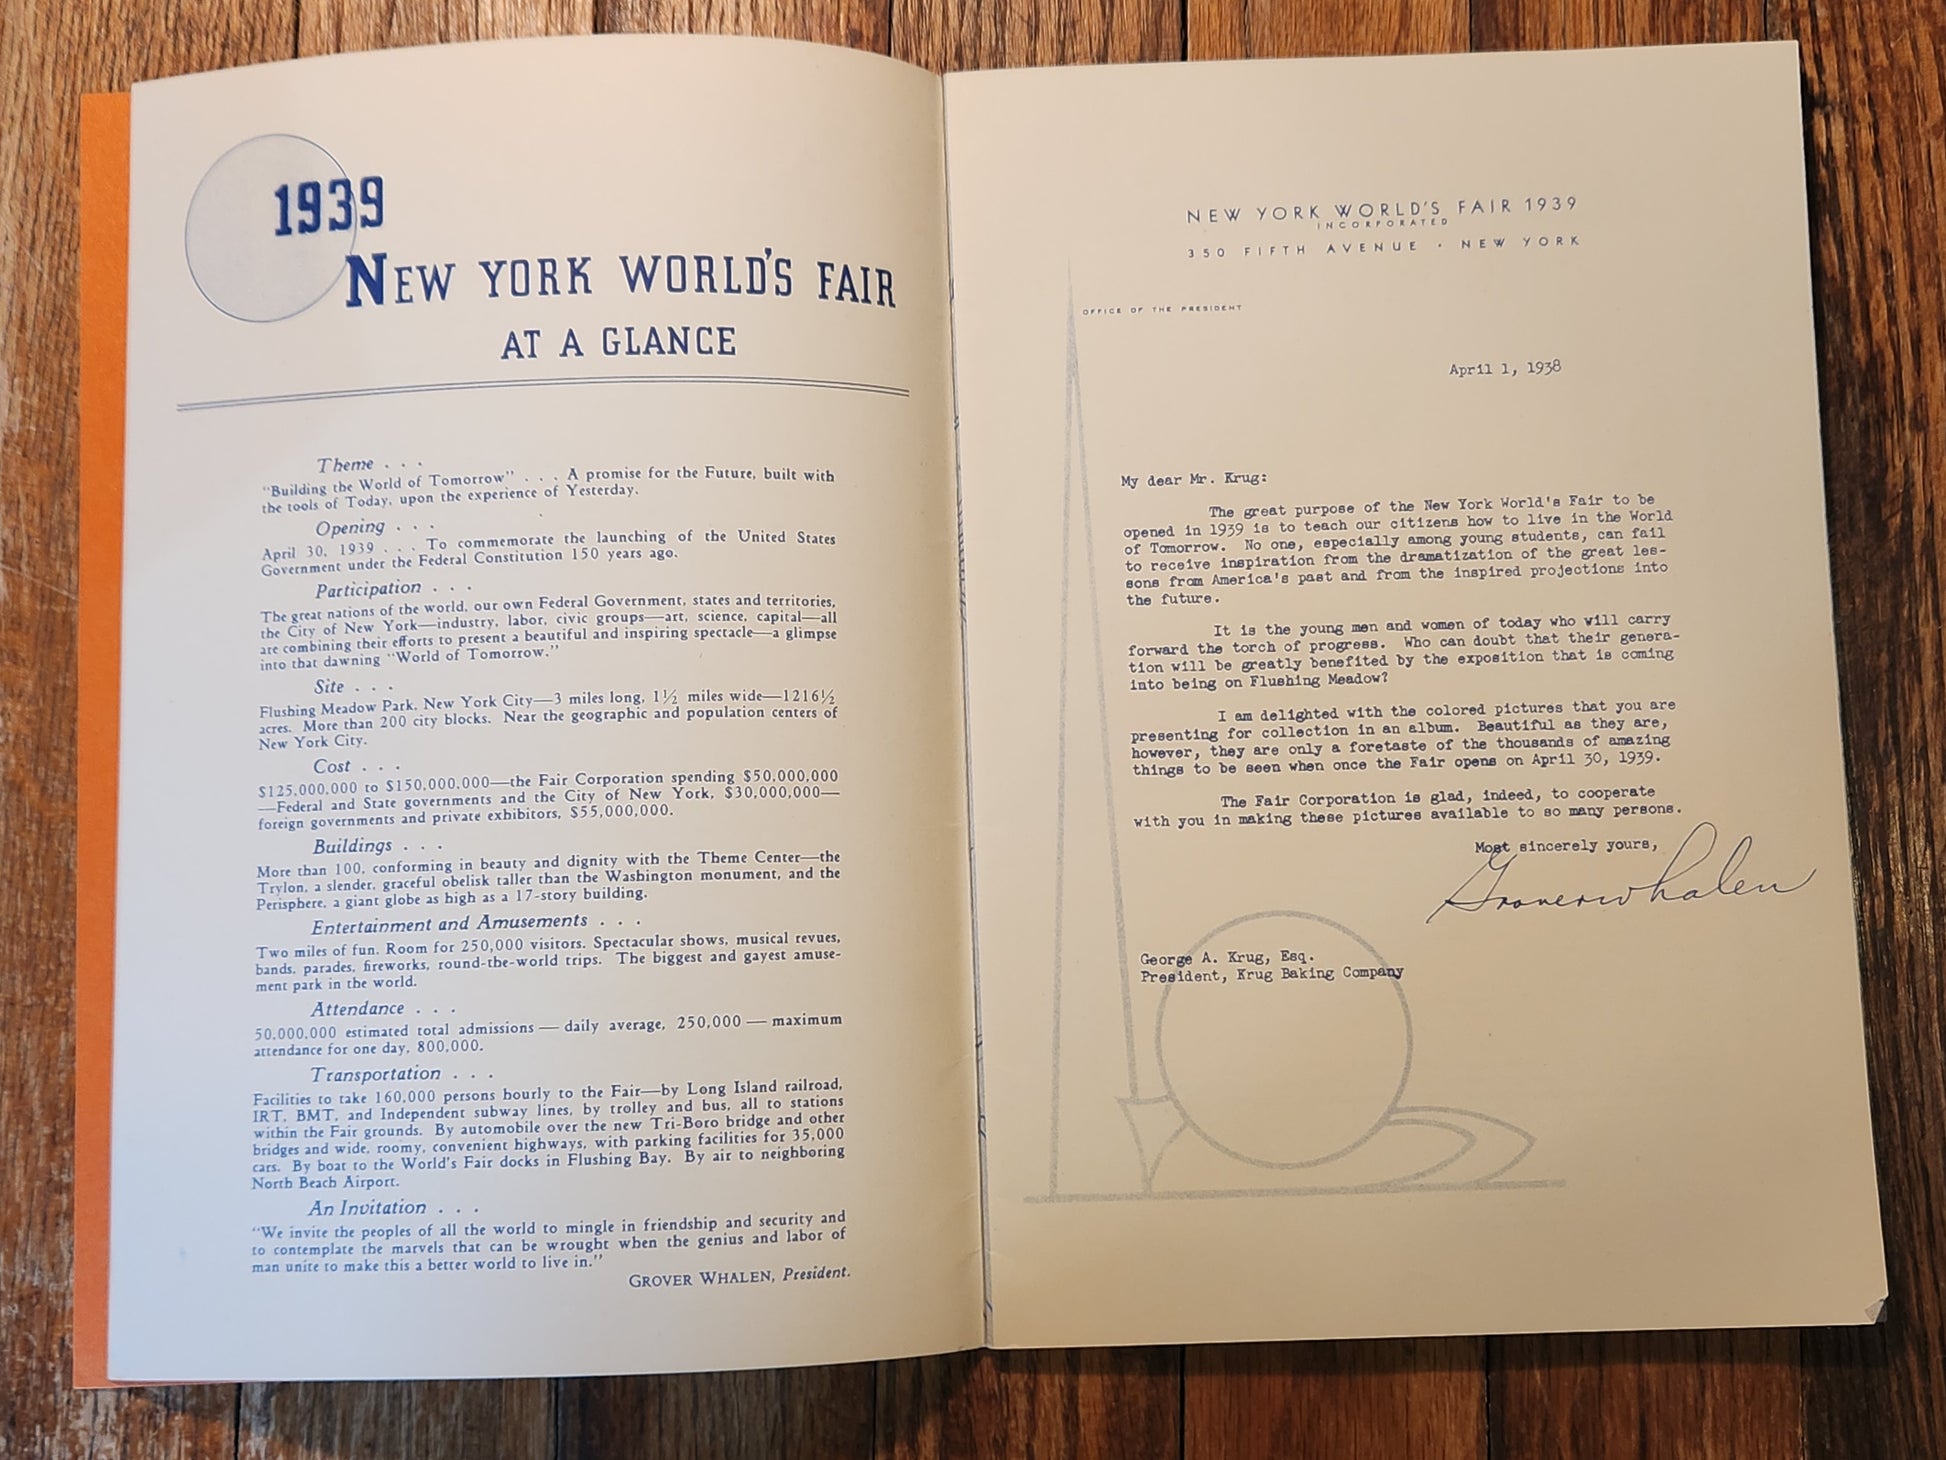 1939
NEW YORK WORLD'S FAIR
AT A GLANCE
Theme . . .
"Building the World of Tomorrow" . . . A promise for the Future, built with
the tools of Today, upon the experience of Yesterday.
Opening . . .
April 30, 1939 . . . To commemorate the launching of the United States
Government under the Federal Constitution 150 years ago.
Participation . . .
The great nations of the world, our own Federal Government, states and territories,
the City of New York—industry, labor, civic groups—art, science, capital—all
are combining their efforts to present a beautiful and inspiring spectacle—a glimpse
into that dawning "World of Tomorrow."
Site . . .
Flushing Meadow Park, New York City—3 miles long, 1½ miles wide—1216½
acres. More than 200 city blocks. Near the geographic and population centers of
New York City.
Cost . . .
$125,000,000 to $150,000,000—the Fair Corporation spending $50,000,000
—Federal and State governments and the City of New York, $30,000,000—
foreign governments and private exhibitors, $55,000,000.
Buildings . . .
More than 100, conforming in beauty and dignity with the Theme Center—the
Trylon, a slender, graceful obelisk taller than the Washington monument, and the
Perisphere, a giant globe as high as a 17-story building.
Entertainment and Amusements . . .
Two miles of fun. Room for 250,000 visitors. Spectacular shows, musical revues,
bands, parades, fireworks, round-the-world trips. The biggest and gayest amuse-
ment park in the world.
Attendance . . .
50,000,000 estimated total admissions — daily average, 250,000 — maximum
attendance for one day, 800,000.
Transportation . . .
Facilities to take 160,000 persons hourly to the Fair—by Long Island railroad,
IRT, BMT, and Independent subway lines, by trolley and bus, all to stations
within the Fair grounds. By automobile over the new Tri-Boro bridge and other
bridges and wide, roomy, convenient highways, with parking facilities for 35,000
cars. By boat to the World's Fair docks in Flushing Bay. By air to neighboring
North Beach Airport.
An Invitation . . .
"We invite the peoples of all the world to mingle in friendship and security and
to contemplate the marvels that can be wrought when the genius and labor of
man unite to make this a better world to live in."
GROVER WHALEN, President.
NEW YORK WORLD'S FAIR 1939
INCORPORATED
350 FIFTH AVENUE · NEW YORK
OFFICE OF THE PRESIDENT
April 1, 1938
My dear Mr. Krug:
The great purpose of the New York World's Fair to be
opened in 1939 is to teach our citizens how to live in the World
of Tomorrow. No one, especially among young students, can fail
to receive inspiration from the dramatization of the great les-
sons from America's past and from the inspired projections into
the future.
It is the young men and women of today who will carry
forward the torch of progress. Who can doubt that their genera-
tion will be greatly benefited by the exposition that is coming
into being on Flushing Meadow?
I am delighted with the colored pictures that you are
presenting for collection in an album. Beautiful as they are,
however, they are only a foretaste of the thousands of amazing
things to be seen when once the Fair opens on April 30, 1939.
The Fair Corporation is glad, indeed, to cooperate
with you in making these pictures available to so many persons.
Most sincerely yours,
Grover Whalen
George A. Krug, Esq.
President, Krug Baking Company